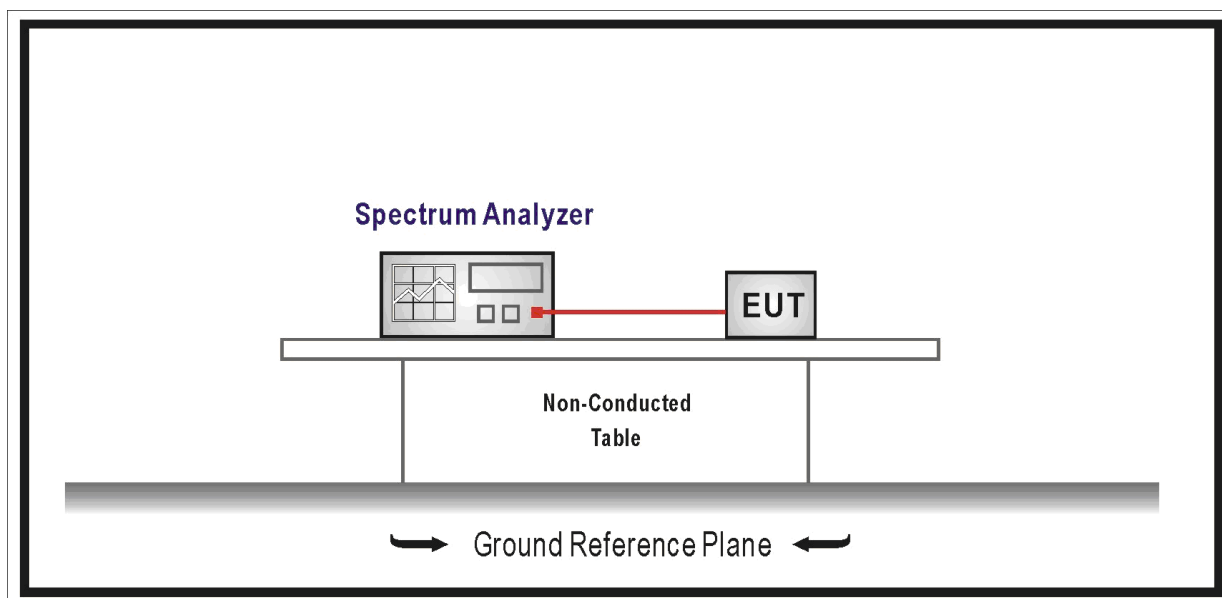 Spectrum Analyzer
EUT
Non-Conducted
Table
Ground Reference Plane